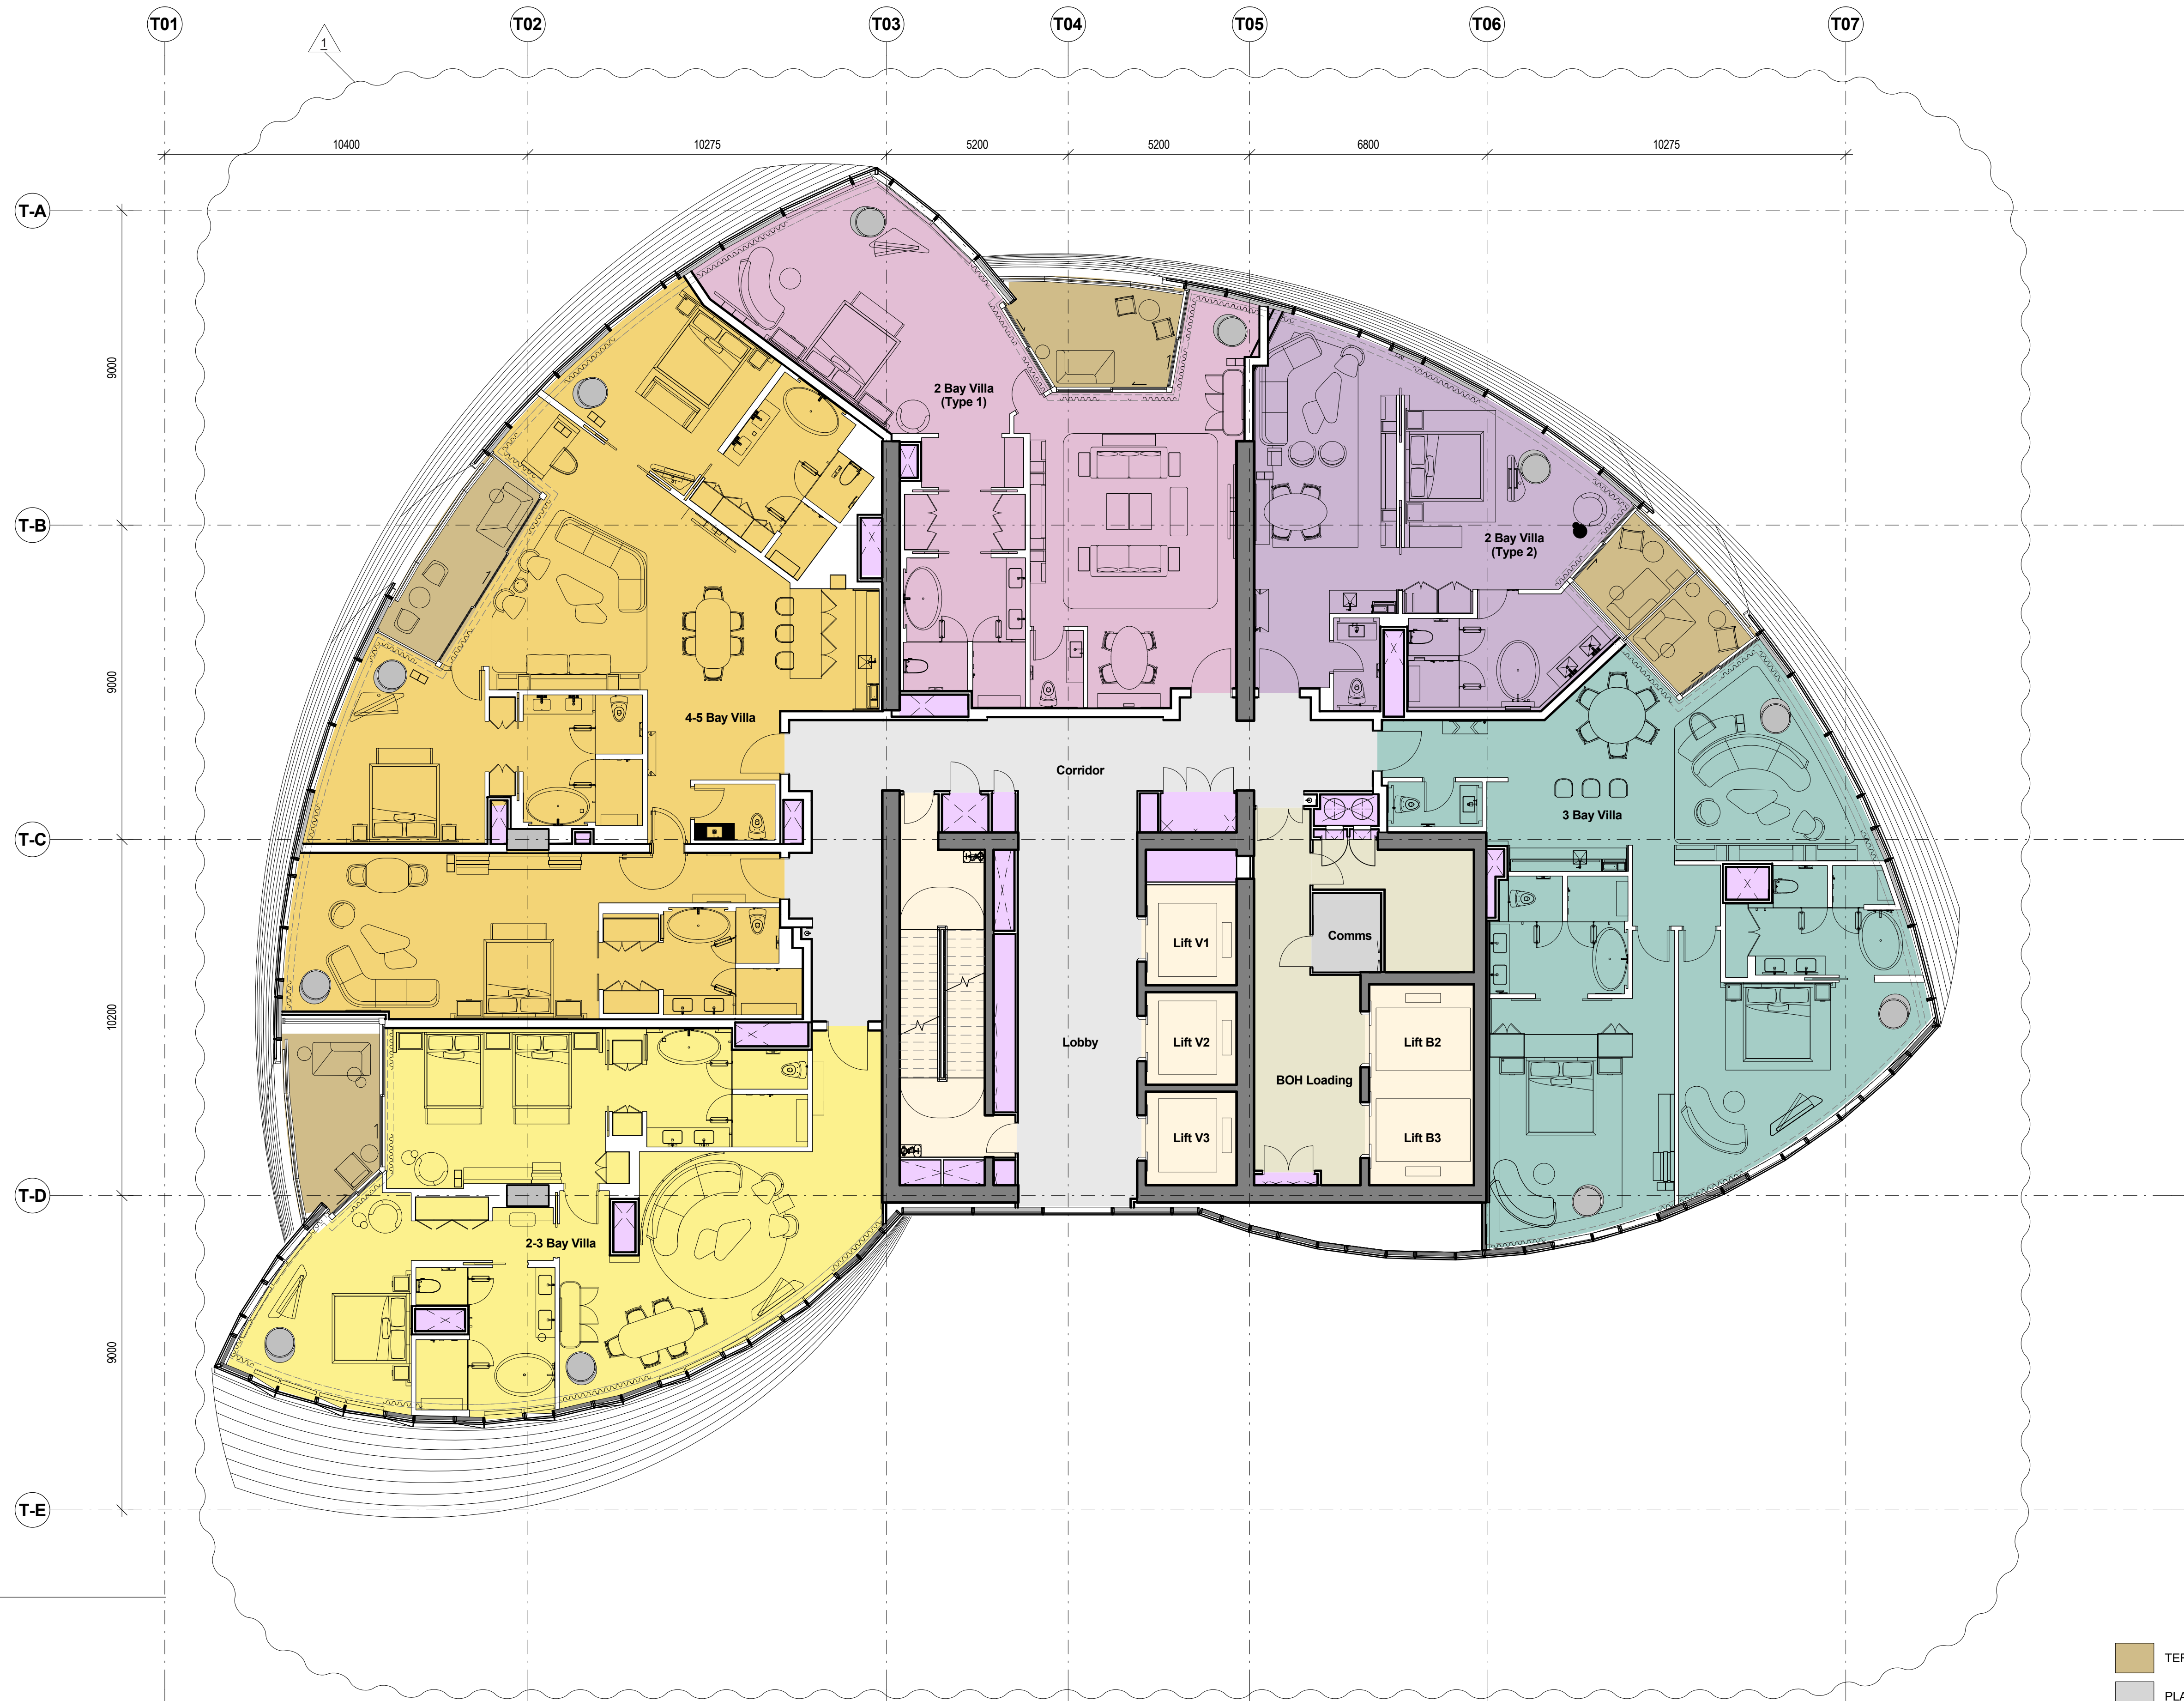 T01
T02
T03
T04
T05
T06
T07
1
10400
10275
5200
5200
6800
10275
T-A
9000
2 Bay Villa
(Type 1)
T-B
2 Bay Villa
(Type 2)
9000
4-5 Bay Villa
Corridor
3 Bay Villa
T-C
Comms
Lift V1
10200
Lobby
Lift V2
Lift B2
BOH Loading
Lift V3
Lift B3
T-D
2-3 Bay Villa
9000
T-E